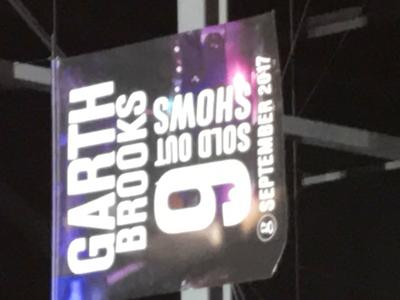 GARTH
BROOKS
9 SOLD OUT
SHOWS
g SEPTEMBER 2017